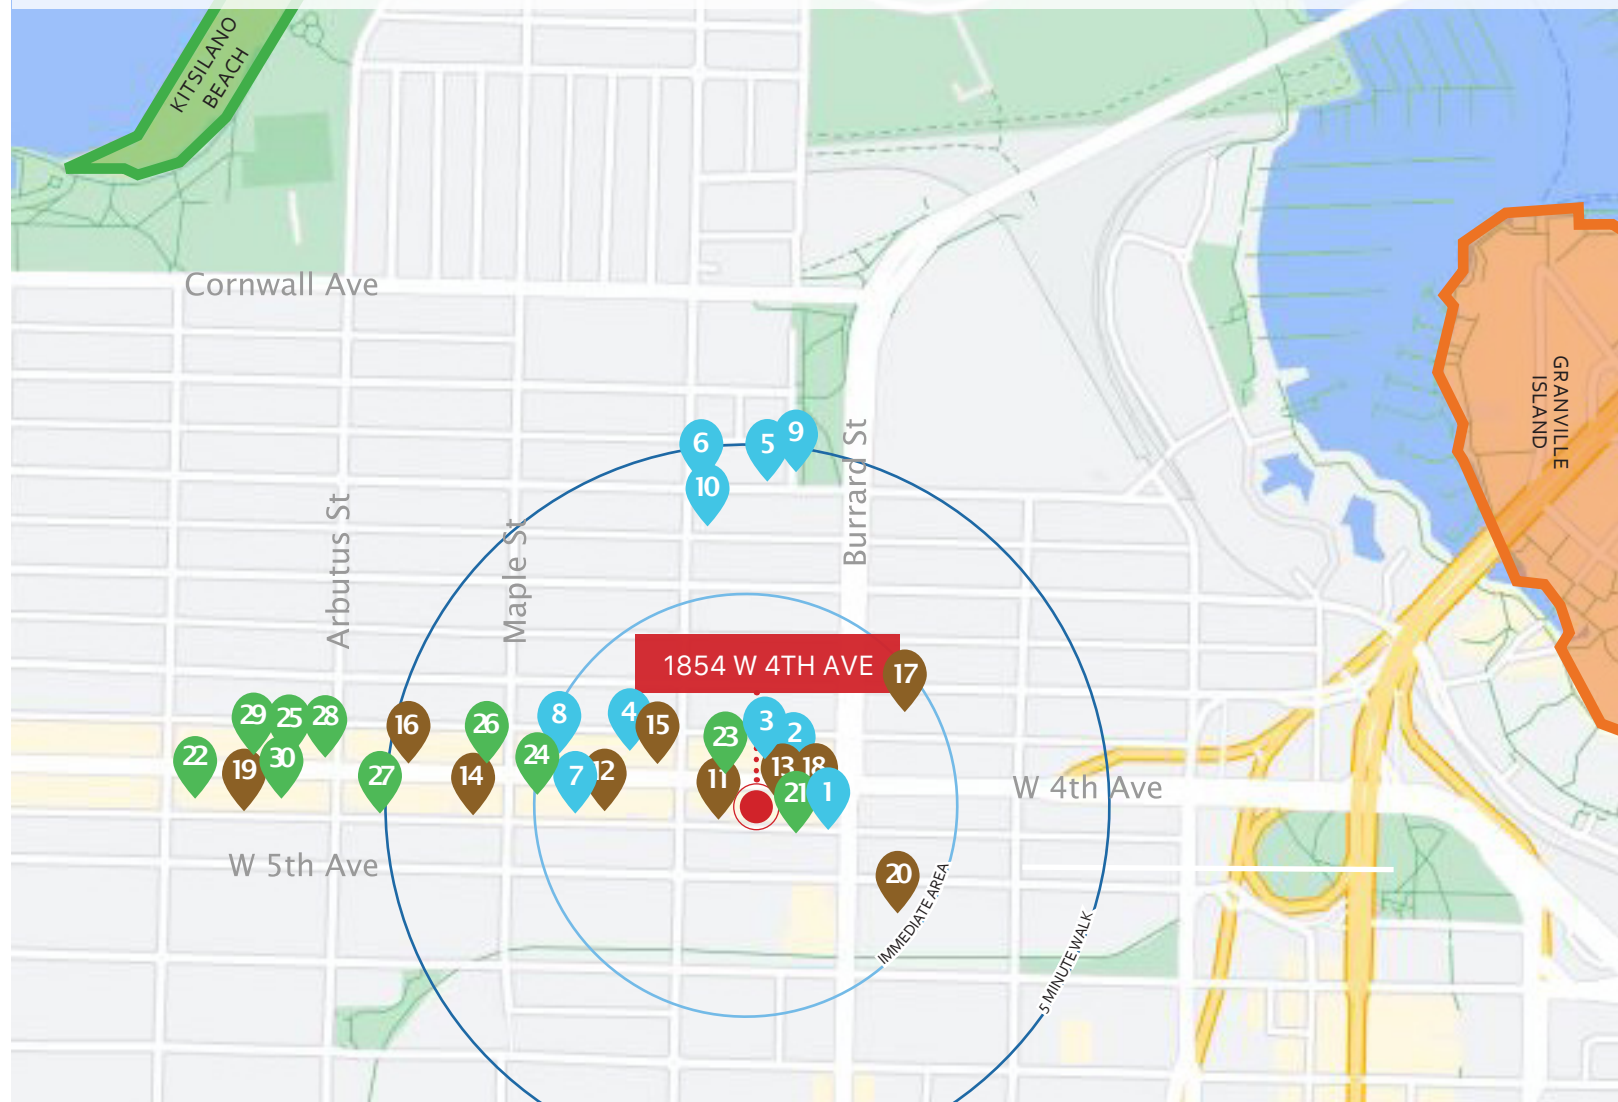 KITSILANO
BEACH
Cornwall Ave
GRANVILLE
ISLAND
6
5
9
10
Burrard St
Arbutus St
Maple St
1854 W 4TH AVE
17
29
25
28
16
26
8
4
15
23
3
2
22
19
30
27
14
24
7
12
11
13
18
21
1
W 4th Ave
W 5th Ave
20
IMMEDIATE AREA
5 MINUTE WALK